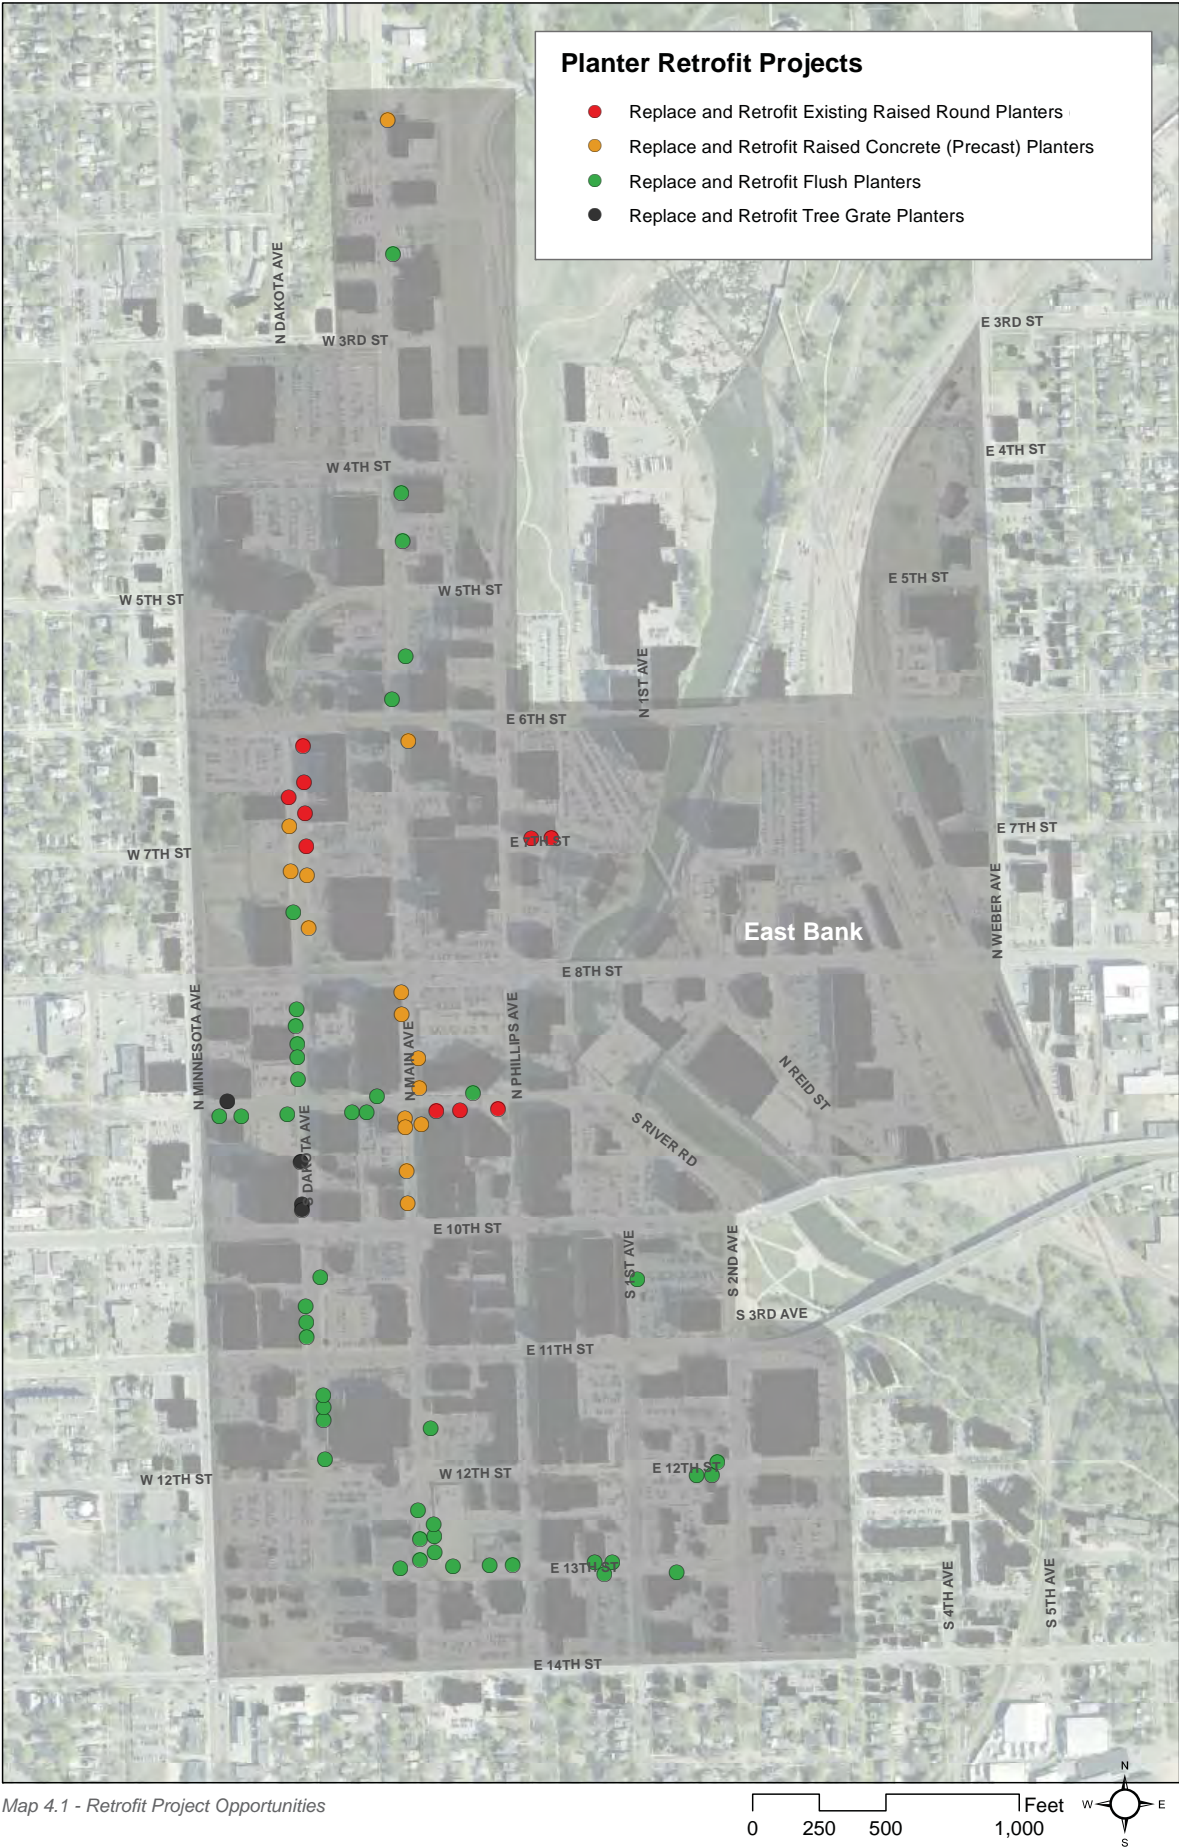 Planter Retrofit Projects
Replace and Retrofit Existing Raised Round Planters
Replace and Retrofit Raised Concrete (Precast) Planters
Replace and Retrofit Flush Planters
Replace and Retrofit Tree Grate Planters
N DAKOTA AVE
E 3RD ST
W 3RD ST
E 4TH ST
W 4TH ST
E 5TH ST
W 5TH ST
W 5TH ST
N 1ST AVE
E 6TH ST
E 7TH ST
E 7TH ST
W 7TH ST
N WEBER AVE
East Bank
E 8TH ST
N MINNESOTA AVE
N MAIN AVE
N PHILLIPS AVE
N REID ST
S RIVER RD
S DAKOTA AVE
E 10TH ST
S 1ST AVE
S 2ND AVE
S 3RD AVE
E 11TH ST
W 12TH ST
W 12TH ST
E 12TH ST
E 13TH ST
S 4TH AVE
S 5TH AVE
E 14TH ST
Map 4.1 - Retrofit Project Opportunities
Feet
0 250 500 1,000
N
W E
S